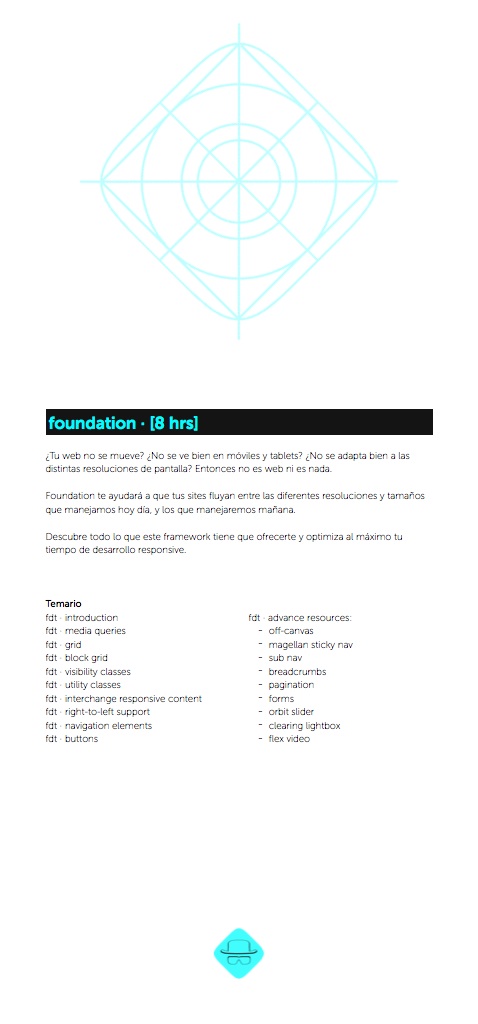 foundation · [8 hrs]
¿Tu web no se mueve? ¿No se ve bien en móviles y tablets? ¿No se adapta bien a las
distintas resoluciones de pantalla? Entonces no es web ni es nada.
Foundation te ayudará a que tus sites fluyan entre las diferentes resoluciones y tamaños
que manejamos hoy día, y los que manejaremos mañana.
Descubre todo lo que este framework tiene que ofrecerte y optimiza al máximo tu
tiempo de desarrollo responsive.
Temario
fdt · introduction
fdt · media queries
fdt · grid
fdt · block grid
fdt · visibility classes
fdt · utility classes
fdt · interchange responsive content
fdt · right-to-left support
fdt · navigation elements
fdt · buttons
fdt · advance resources:
- off-canvas
- magellan sticky nav
- sub nav
- breadcrumbs
- pagination
- forms
- orbit slider
- clearing lightbox
- flex video